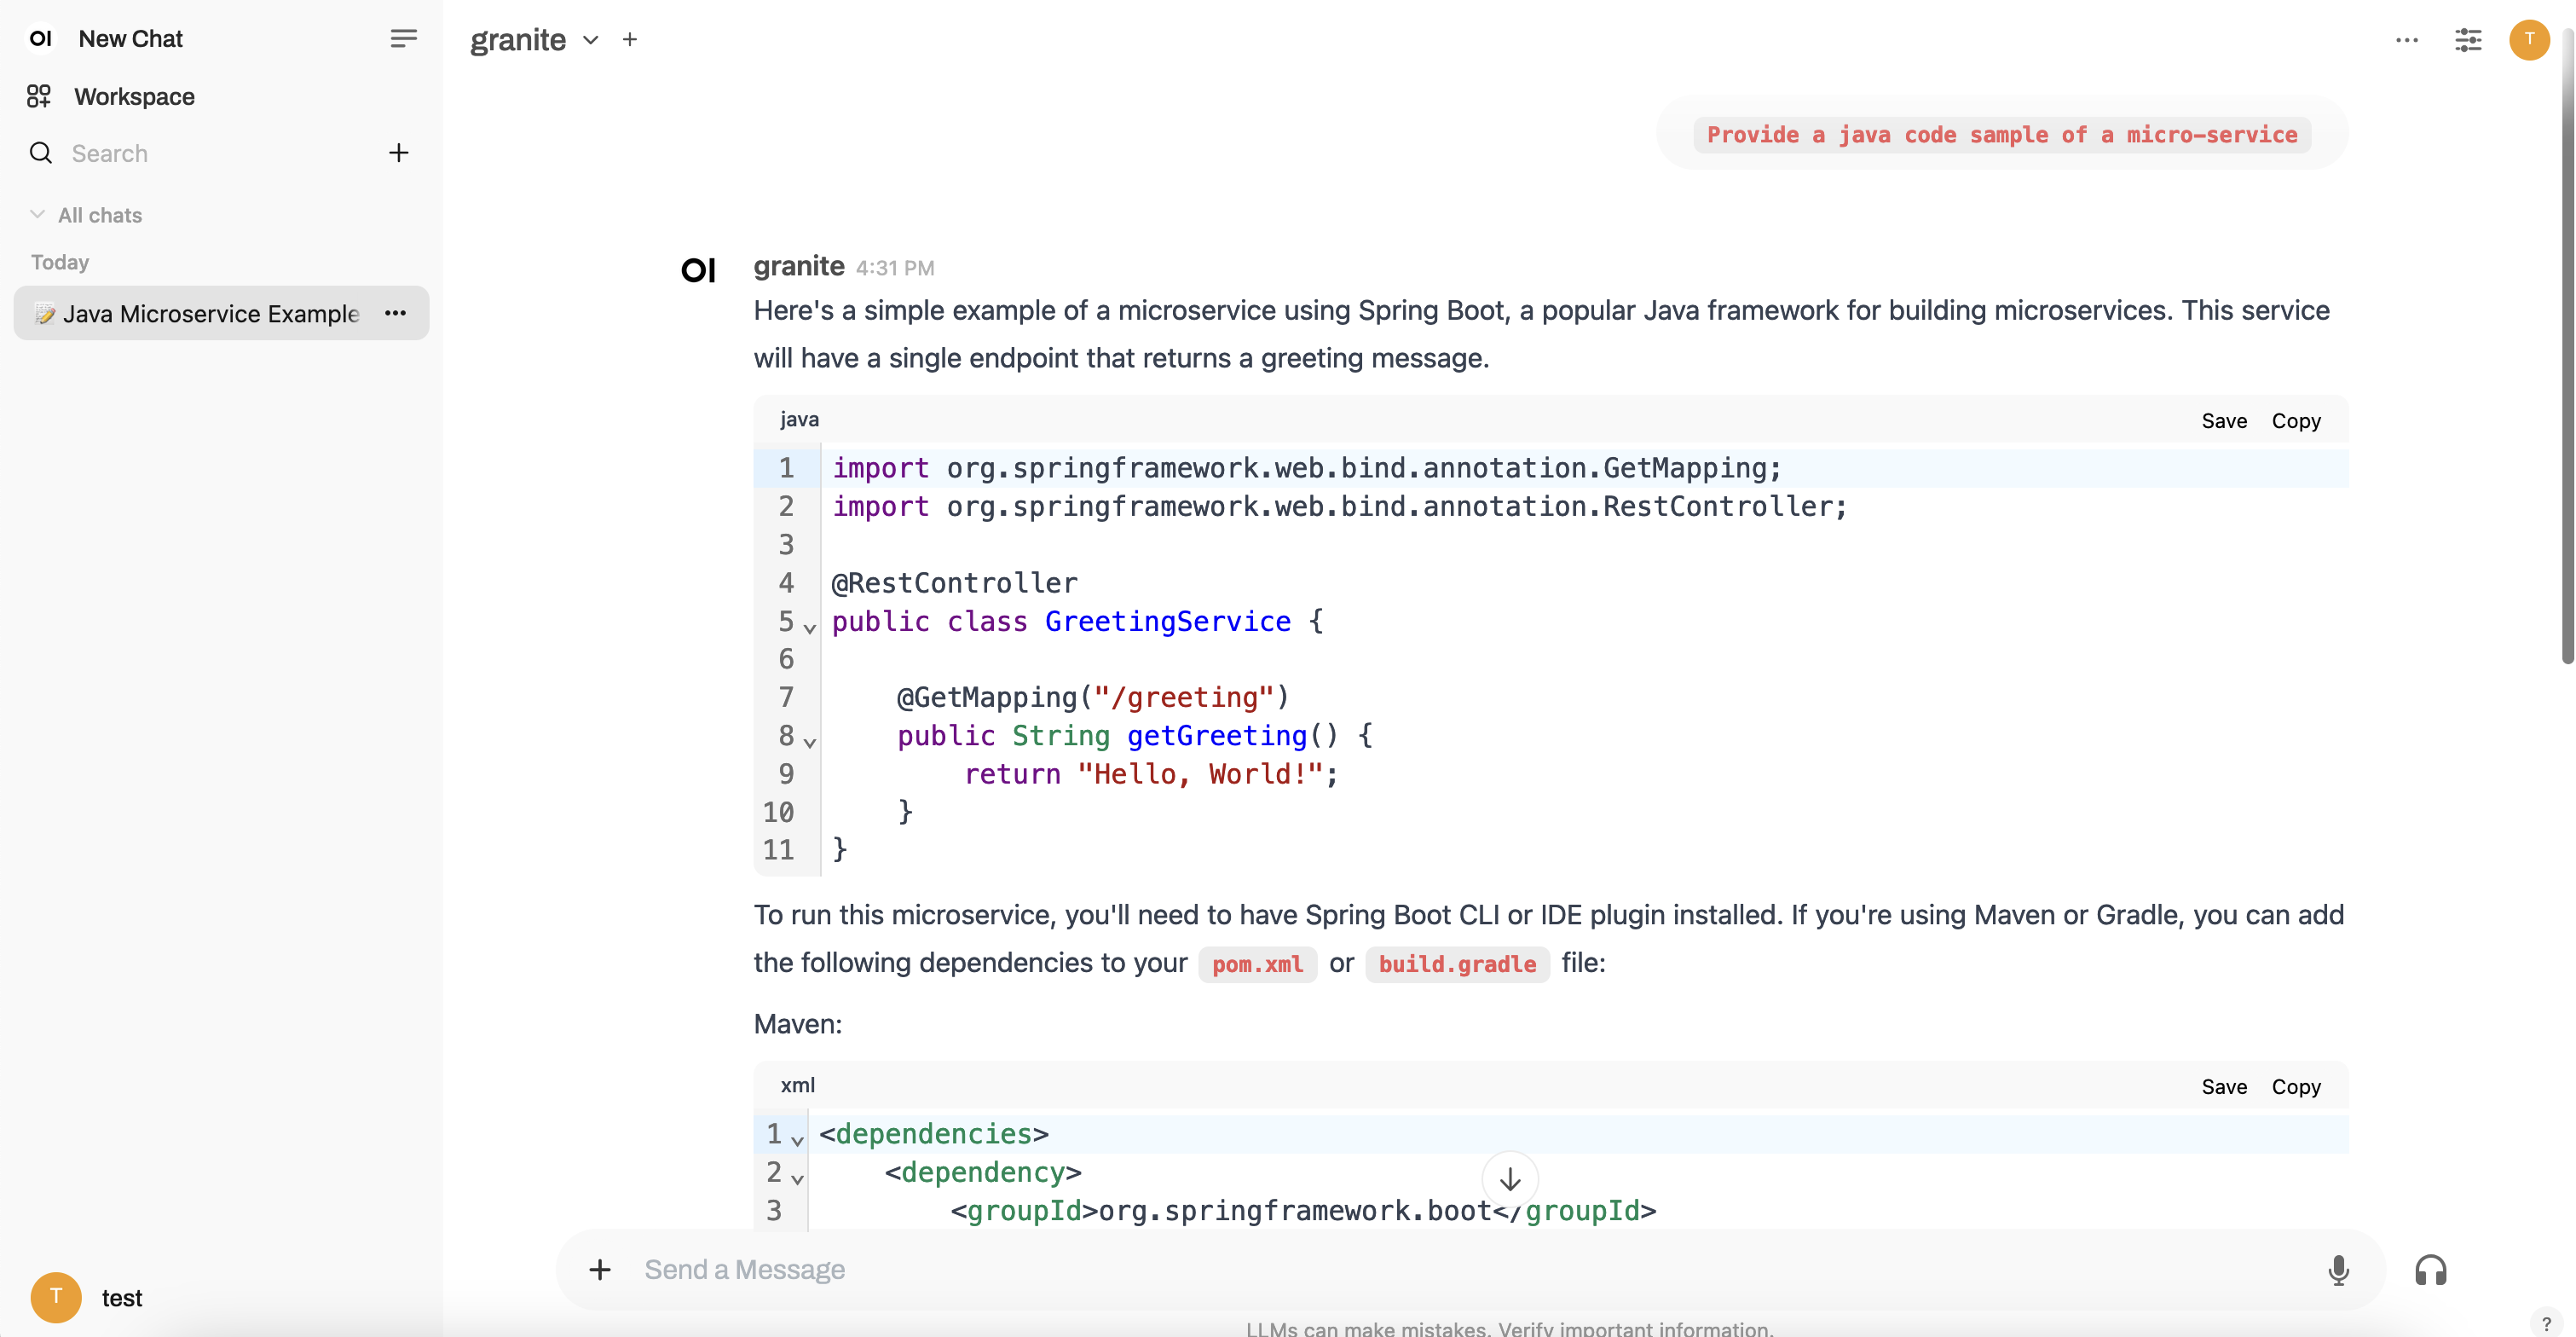 OI New Chat
Workspace
Search
All chats
Today
📝 Java Microservice Example
T test
granite
T
Provide a java code sample of a micro-service
OI granite 4:31 PM
Here's a simple example of a microservice using Spring Boot, a popular Java framework for building microservices. This service
will have a single endpoint that returns a greeting message.
java Save Copy
1 import org.springframework.web.bind.annotation.GetMapping;
2 import org.springframework.web.bind.annotation.RestController;
3
4 @RestController
5 public class GreetingService {
6
7     @GetMapping("/greeting")
8     public String getGreeting() {
9         return "Hello, World!";
10     }
11 }
To run this microservice, you'll need to have Spring Boot CLI or IDE plugin installed. If you're using Maven or Gradle, you can add
the following dependencies to your pom.xml or build.gradle file:
Maven:
xml Save Copy
1 <dependencies>
2     <dependency>
3         <groupId>org.springframework.boot</groupId>
Send a Message
LLMs can make mistakes. Verify important information.
?